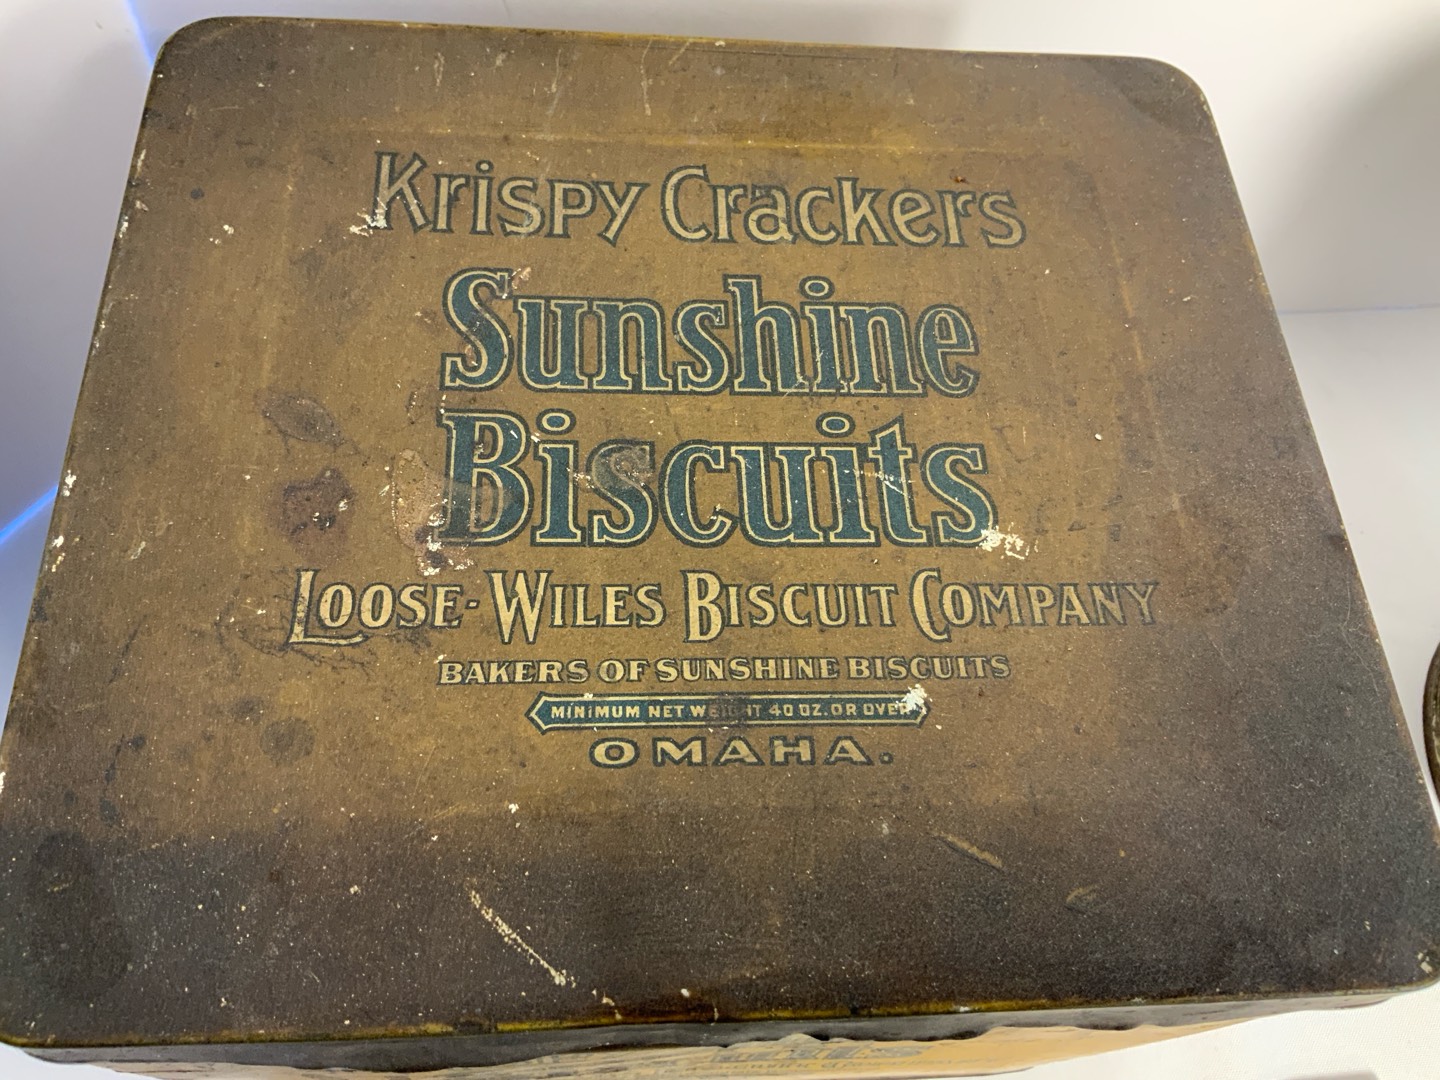 Krispy Crackers
Sunshine
Biscuits
LOOSE-WILES BISCUIT COMPANY
BAKERS OF SUNSHINE BISCUITS
MINIMUM NET WEIGHT 40 OZ. OR OVER
OMAHA.